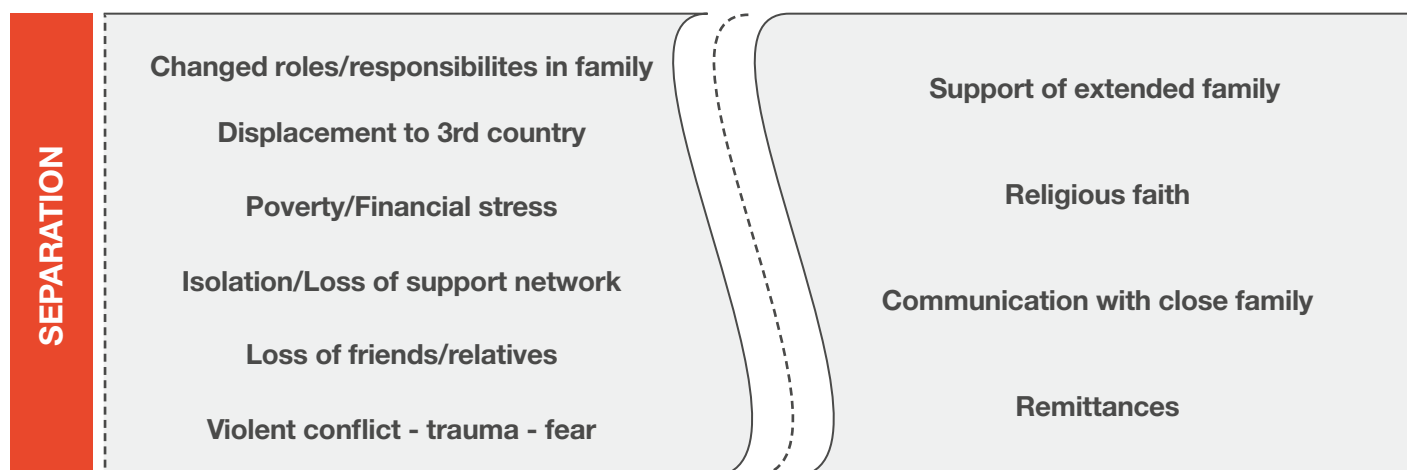 SEPARATION
Changed roles/responsibilites in family
Displacement to 3rd country
Poverty/Financial stress
Isolation/Loss of support network
Loss of friends/relatives
Violent conflict - trauma - fear
Support of extended family
Religious faith
Communication with close family
Remittances